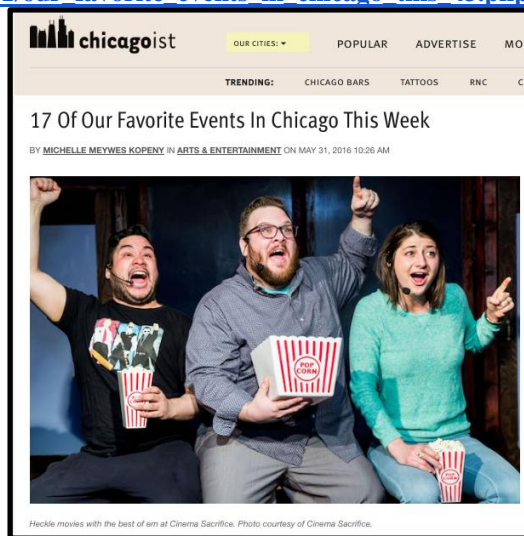 our_favorite_events_in_chicago_this_
chicagoist
OUR CITIES:
POPULAR
ADVERTISE
MO
TRENDING:
CHICAGO BARS
TATTOOS
RNC
C
17 Of Our Favorite Events In Chicago This Week
BY MICHELLE MEYWES KOPENY IN ARTS & ENTERTAINMENT ON MAY 31, 2016 10:26 AM
POP CORN
Heckle movies with the best of em at Cinema Sacrifice. Photo courtesy of Cinema Sacrifice.